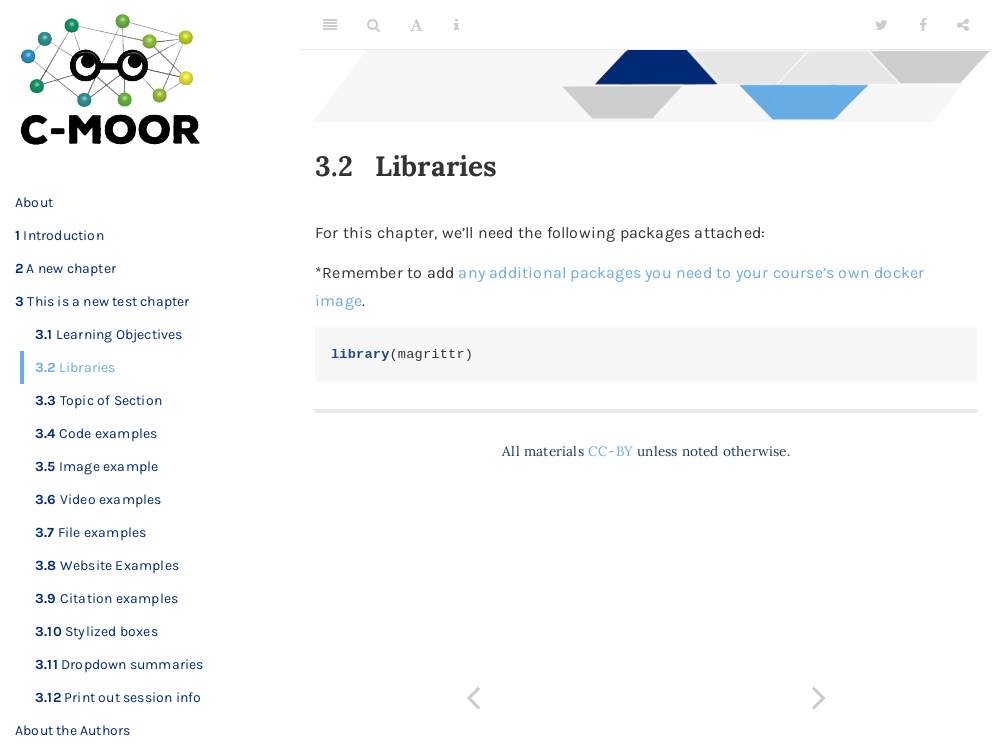 C-MOOR
About
1 Introduction
2 A new chapter
3 This is a new test chapter
3.1 Learning Objectives
3.2 Libraries
3.3 Topic of Section
3.4 Code examples
3.5 Image example
3.6 Video examples
3.7 File examples
3.8 Website Examples
3.9 Citation examples
3.10 Stylized boxes
3.11 Dropdown summaries
3.12 Print out session info
About the Authors
A
3.2 Libraries
For this chapter, we’ll need the following packages attached:
*Remember to add any additional packages you need to your course’s own docker
image.
library(magrittr)
All materials CC-BY unless noted otherwise.